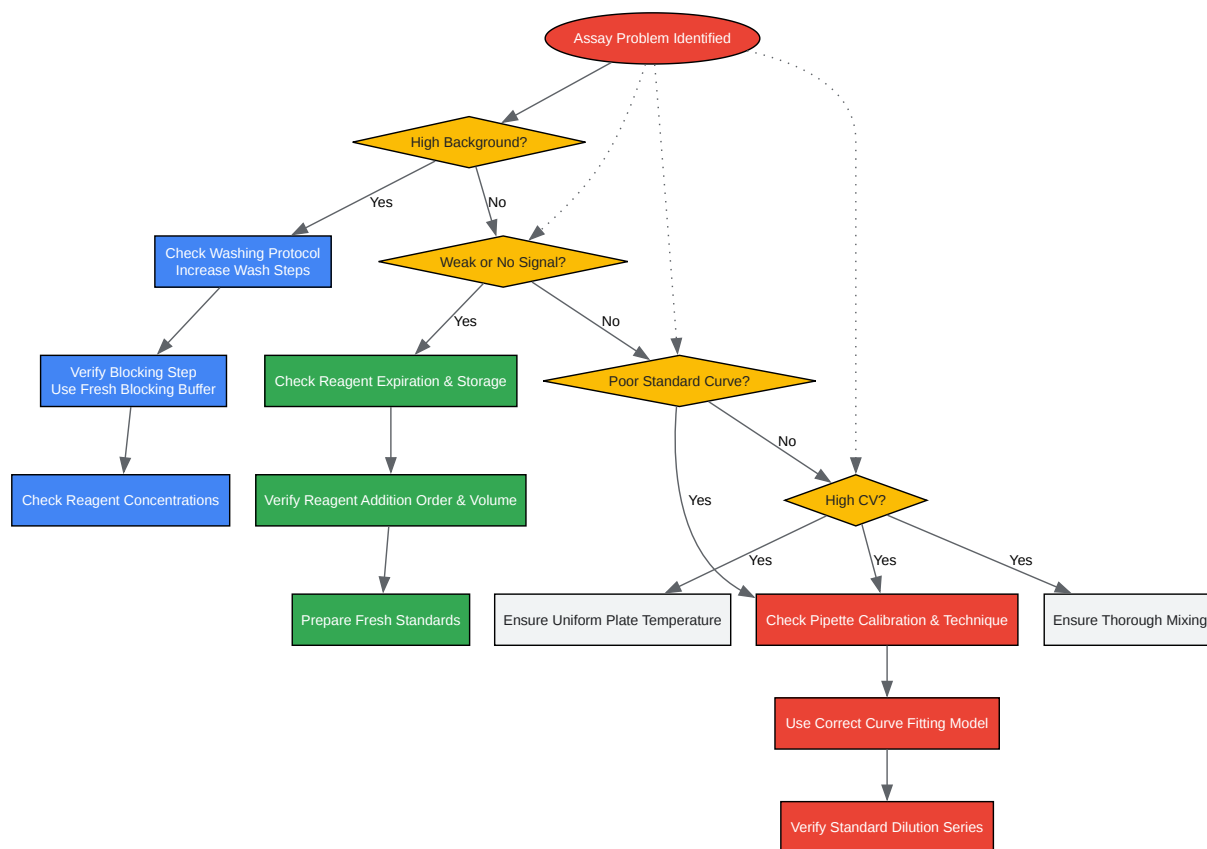 Assay Problem Identified
High Background?
Yes
No
Check Washing Protocol
Increase Wash Steps
Weak or No Signal?
Yes
No
Verify Blocking Step
Use Fresh Blocking Buffer
Check Reagent Expiration & Storage
Poor Standard Curve?
No
Check Reagent Concentrations
Verify Reagent Addition Order & Volume
Yes
High CV?
Yes
Yes
Yes
Prepare Fresh Standards
Ensure Uniform Plate Temperature
Check Pipette Calibration & Technique
Ensure Thorough Mixing
Use Correct Curve Fitting Model
Verify Standard Dilution Series